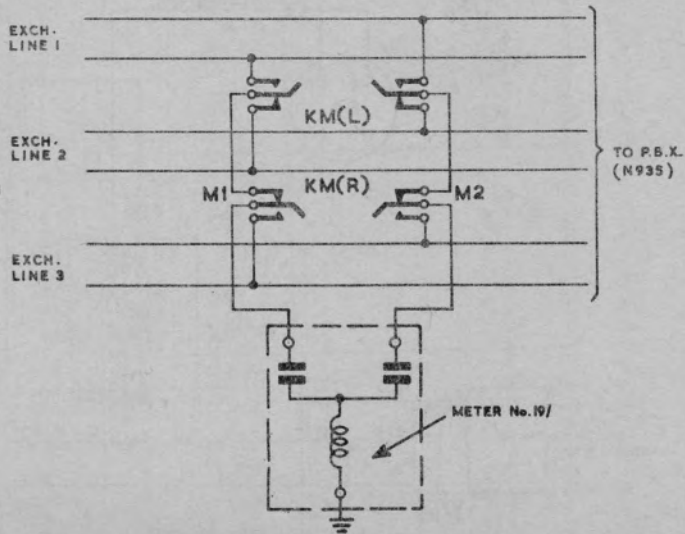 EXCH.
LINE 1
KM(L)
EXCH.
LINE 2
TO P.B.X.
(N935)
KM(R)
M1
M2
EXCH.
LINE 3
METER No.19/